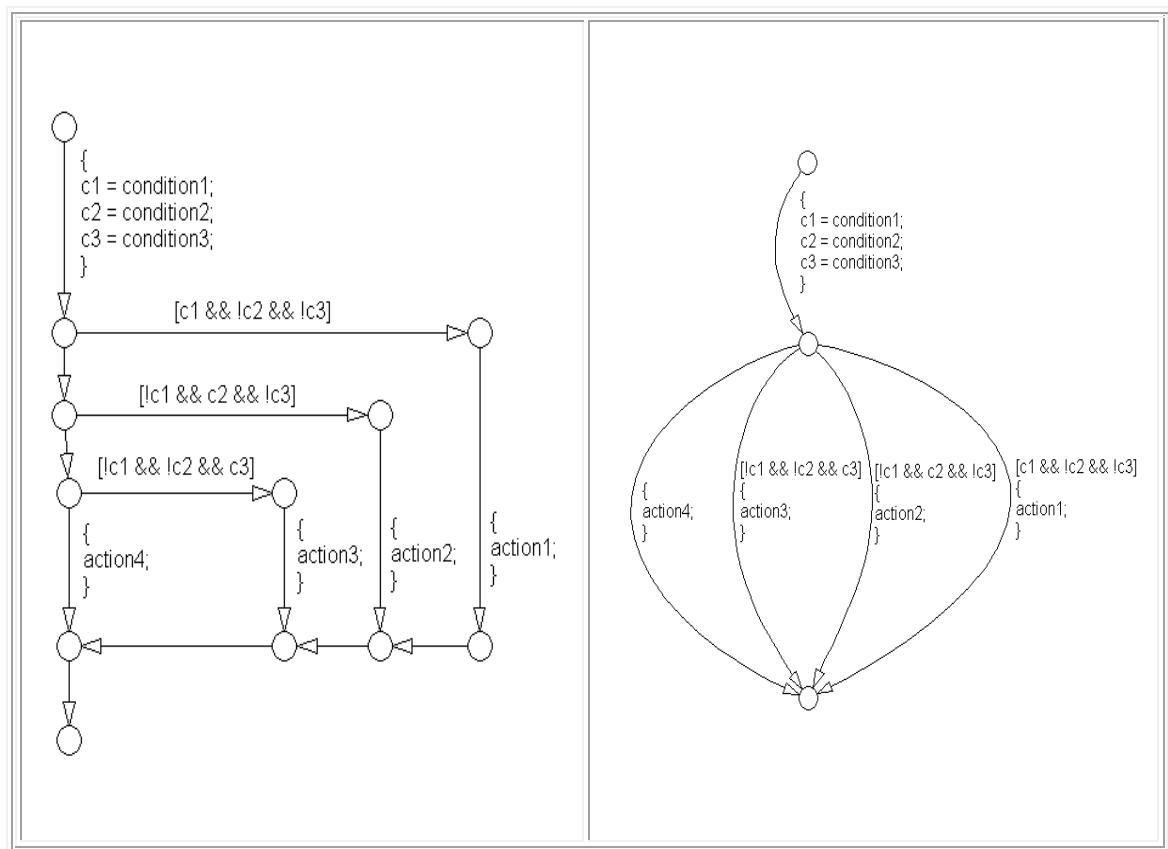 {
c1 = condition1;
c2 = condition2;
c3 = condition3;
}
[c1 && !c2 && !c3]
[!c1 && c2 && !c3]
[!c1 && !c2 && c3]
{
action4;
}
{
action3;
}
{
action2;
}
{
action1;
}
{
c1 = condition1;
c2 = condition2;
c3 = condition3;
}
{
action4;
}
[!c1 && !c2 && c3]
{
action3;
}
[!c1 && c2 && !c3]
{
action2;
}
[c1 && !c2 && !c3]
{
action1;
}